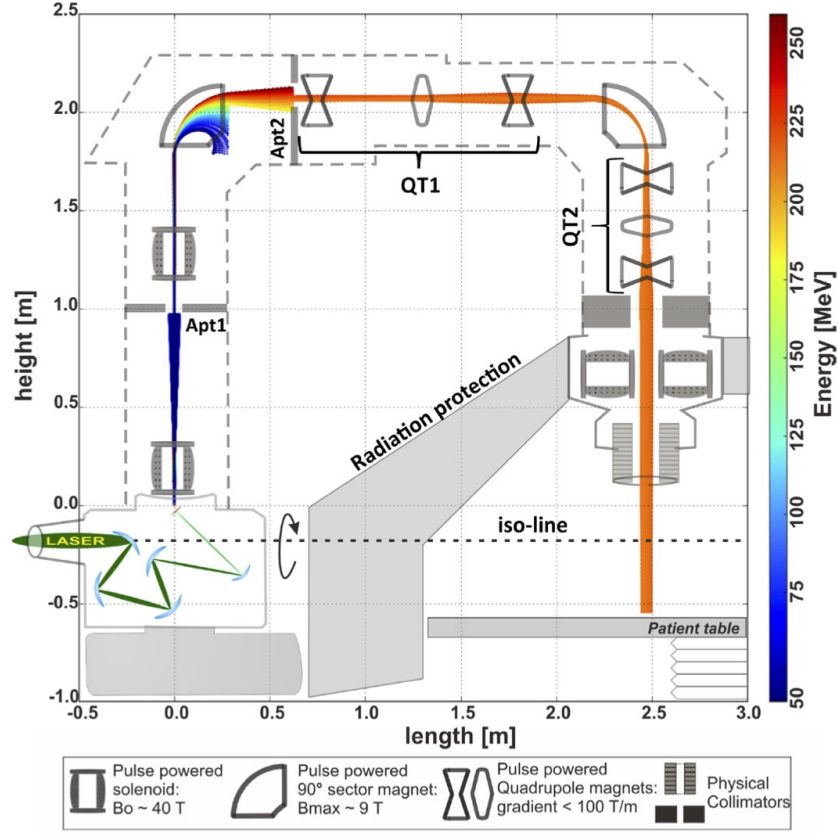 2.5
2.0
1.5
1.0
0.5
0.0
-0.5
-1.0
height [m]
-0.5
0.0
0.5
1.0
1.5
2.0
2.5
3.0
length [m]
Apt2
QT1
QT2
Apt1
Radiation protection
iso-line
LASER
Patient table
250
225
200
175
150
125
100
75
50
Energy [MeV]
Pulse powered
solenoid:
Bo ~ 40 T
Pulse powered
90° sector magnet:
Bmax ~ 9 T
Pulse powered
Quadrupole magnets:
gradient < 100 T/m
Physical
Collimators